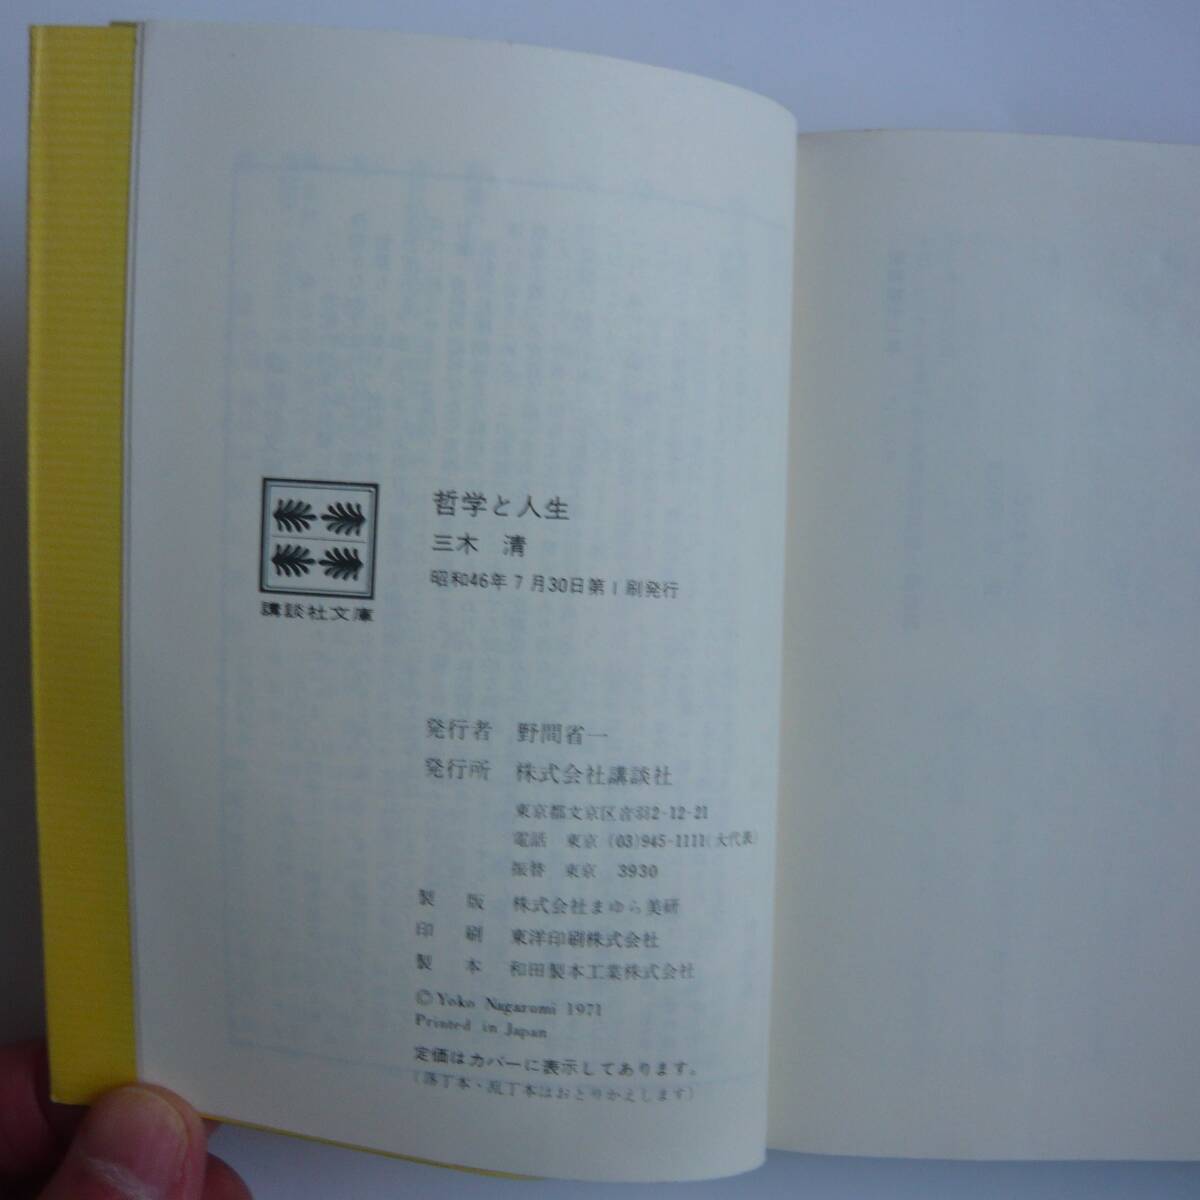 哲学と人生
三木 清
昭和46年7月30日第1刷発行
講談社文庫
発行者 野間省一
発行所 株式会社講談社
東京都文京区音羽2-12-21
電話 東京 (03)945-1111(大代表)
振替 東京 3930
製 版 株式会社まゆら美研
印 刷 東洋印刷株式会社
製 本 和田製本工業株式会社
©Yoko Nagazumi 1971
Printed in Japan
定価はカバーに表示してあります。
(落丁本・乱丁本はおとりかえします)